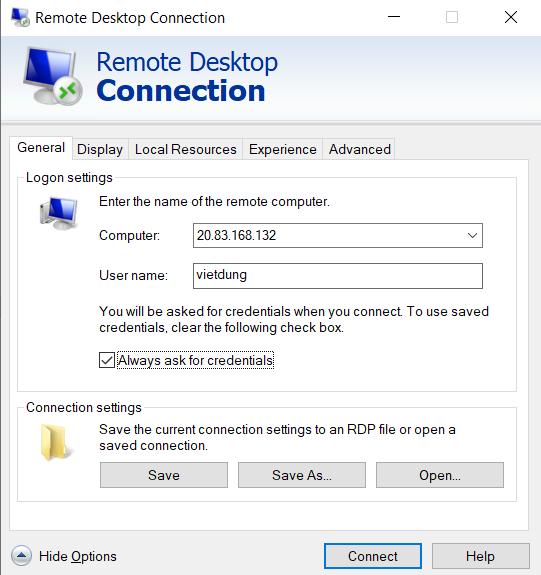 Remote Desktop Connection
Remote Desktop
Connection
General Display Local Resources Experience Advanced
Logon settings
Enter the name of the remote computer.
Computer: 20.83.168.132
User name: vietdung
You will be asked for credentials when you connect. To use saved
credentials, clear the following check box.
Always ask for credentials
Connection settings
Save the current connection settings to an RDP file or open a
saved connection.
Save Save As... Open...
Hide Options Connect Help